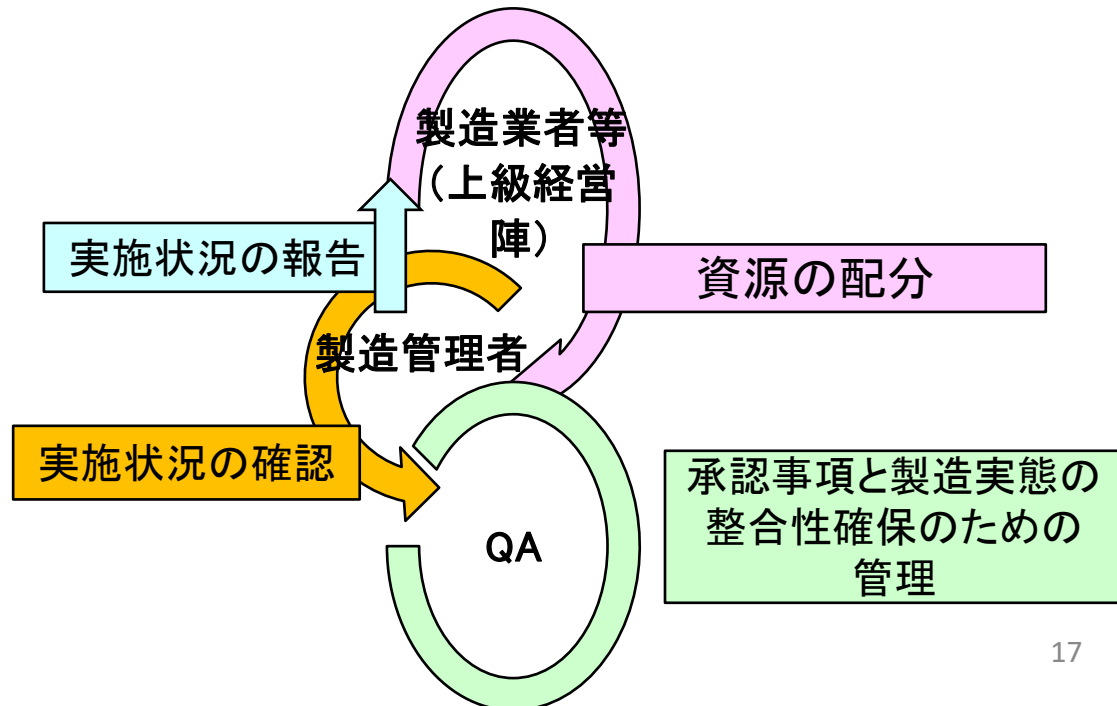 製造業者等
（上級経営
陣）
実施状況の報告
資源の配分
製造管理者
実施状況の確認
承認事項と製造実態の
整合性確保のための
管理
QA
17